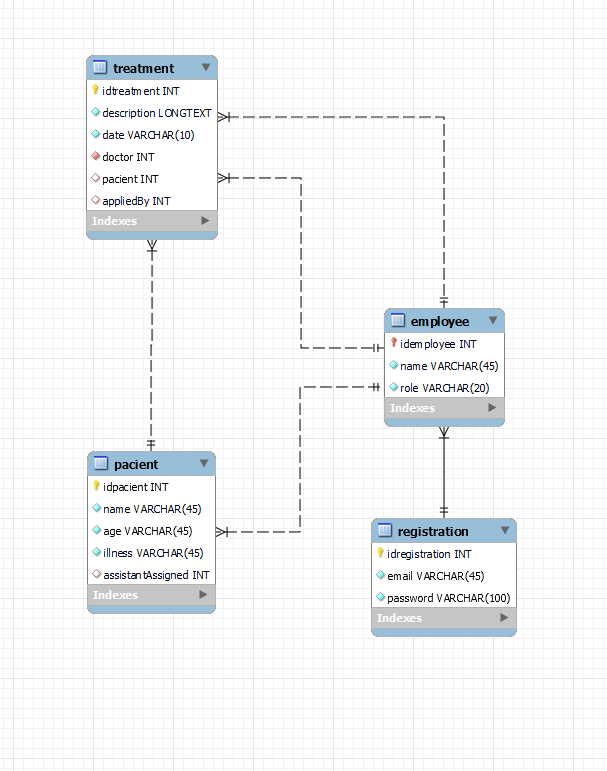 treatment
idtreatment INT
description LONGTEXT
date VARCHAR(10)
doctor INT
pacient INT
appliedBy INT
Indexes
employee
idemployee INT
name VARCHAR(45)
role VARCHAR(20)
Indexes
pacient
idpacient INT
name VARCHAR(45)
age VARCHAR(45)
illness VARCHAR(45)
assistantAssigned INT
Indexes
registration
idregistration INT
email VARCHAR(45)
password VARCHAR(100)
Indexes